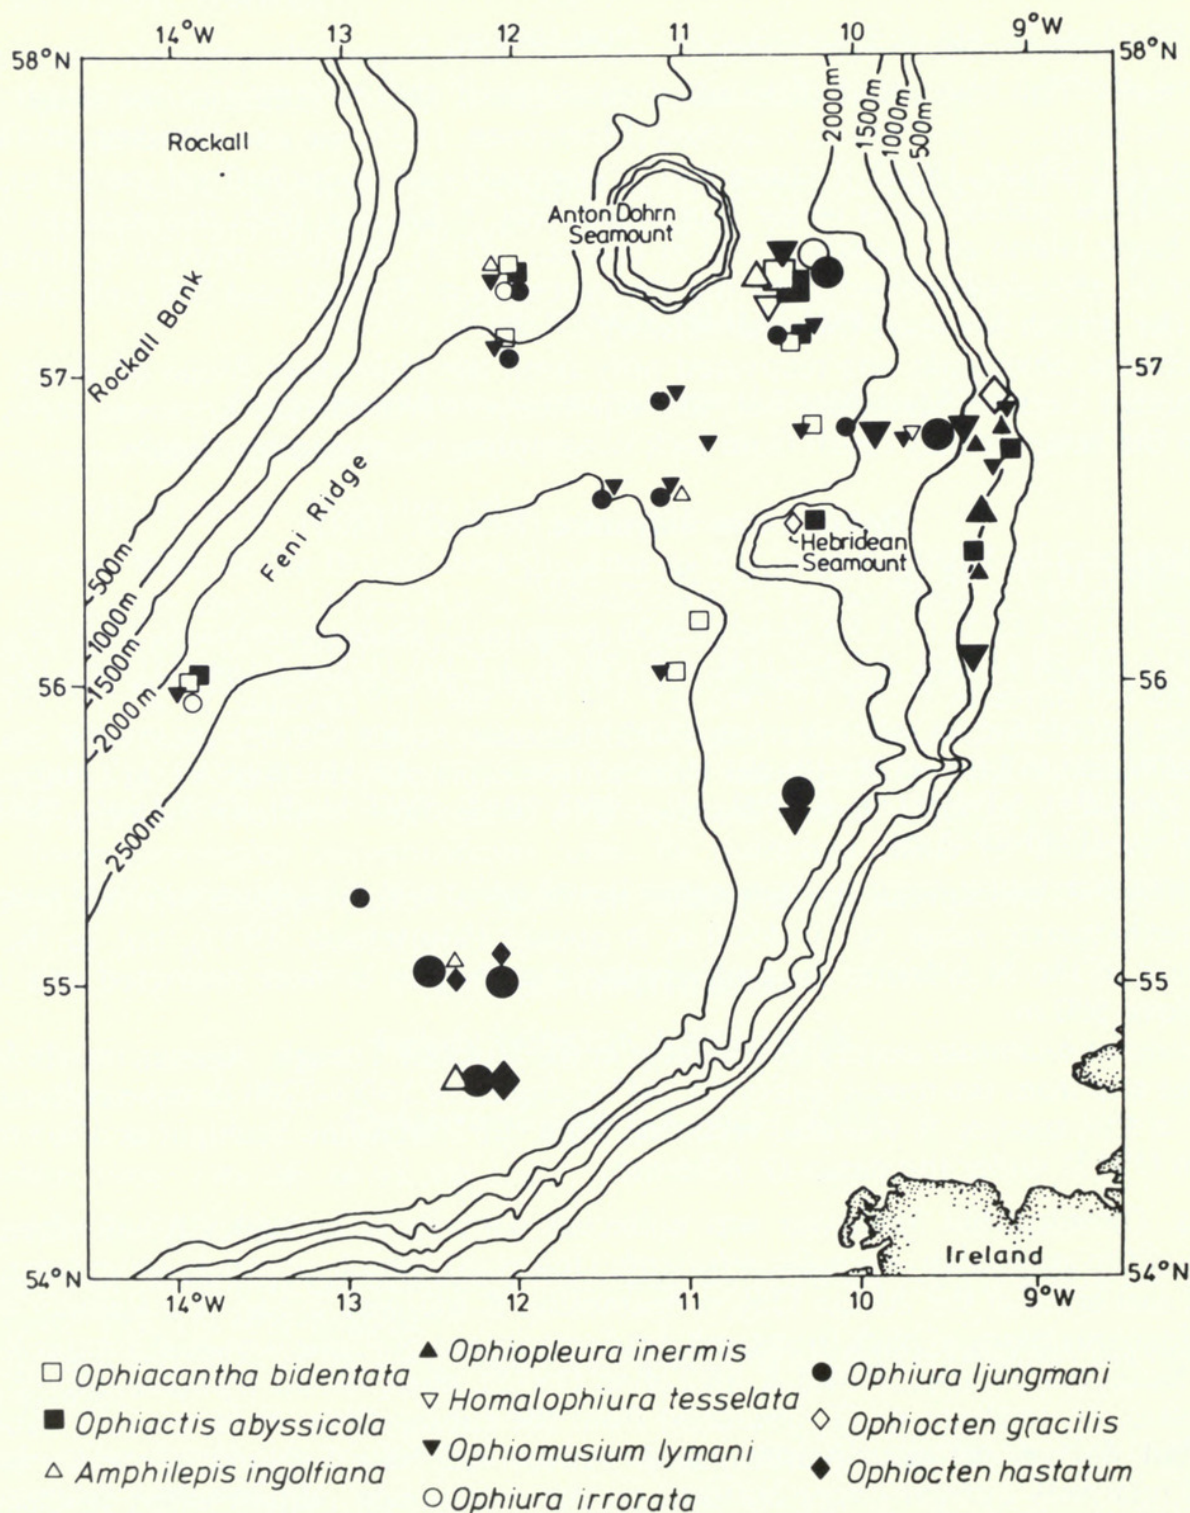 14°W 13 12 11 10 9°W
58°N
58°N
2000m
1500m
1000m
500m
Rockall
Anton Dohrn
Seamount
Rockall Bank
57
57
Feni Ridge
Hebridean
Seamount
500m
1000m
1500m
2000m
2500m
56
56
55
55
Ireland
54°N
54°N
14°W 13 12 11 10 9°W
Ophiacantha bidentata
Ophiactis abyssicola
Amphilepis ingolfiana
Ophiopleura inermis
Homalophiura tesselata
Ophiomusium lymani
Ophiura irrorata
Ophiura ljungmani
Ophiocten gracilis
Ophiocten hastatum